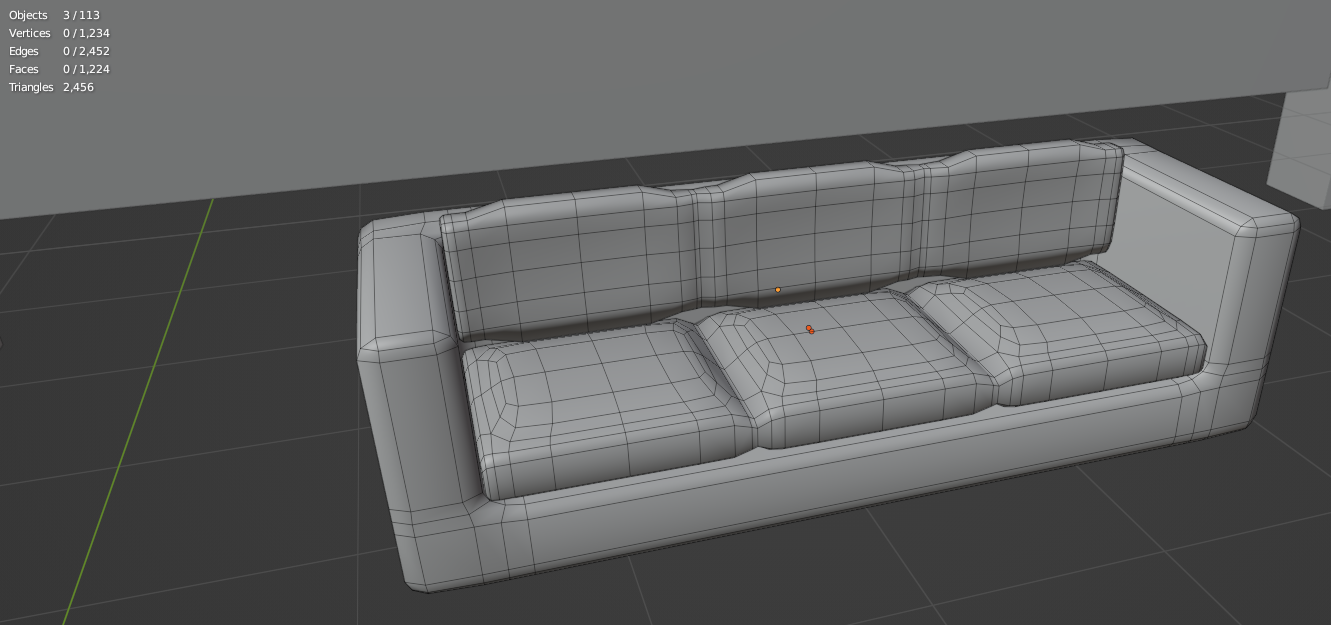 Objects 3 / 113
Vertices 0 / 1,234
Edges 0 / 2,452
Faces 0 / 1,224
Triangles 2,456